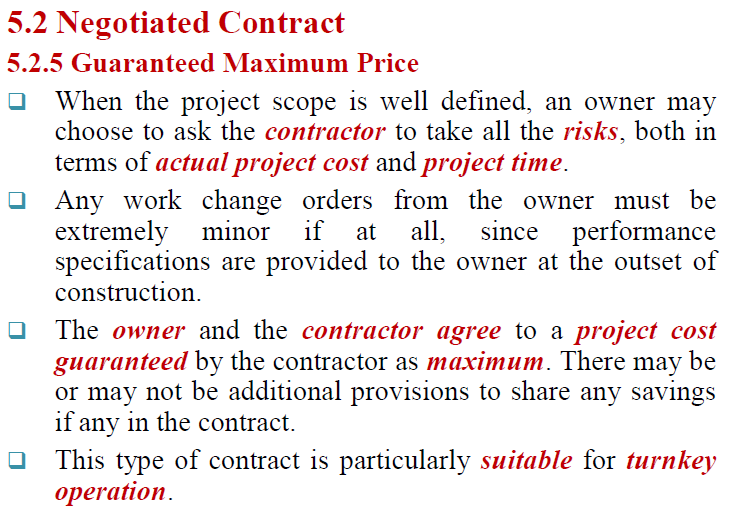 5.2 Negotiated Contract
5.2.5 Guaranteed Maximum Price
❑ When the project scope is well defined, an owner may
choose to ask the contractor to take all the risks, both in
terms of actual project cost and project time.
❑ Any work change orders from the owner must be
extremely minor if at all, since performance
specifications are provided to the owner at the outset of
construction.
❑ The owner and the contractor agree to a project cost
guaranteed by the contractor as maximum. There may be
or may not be additional provisions to share any savings
if any in the contract.
❑ This type of contract is particularly suitable for turnkey
operation.